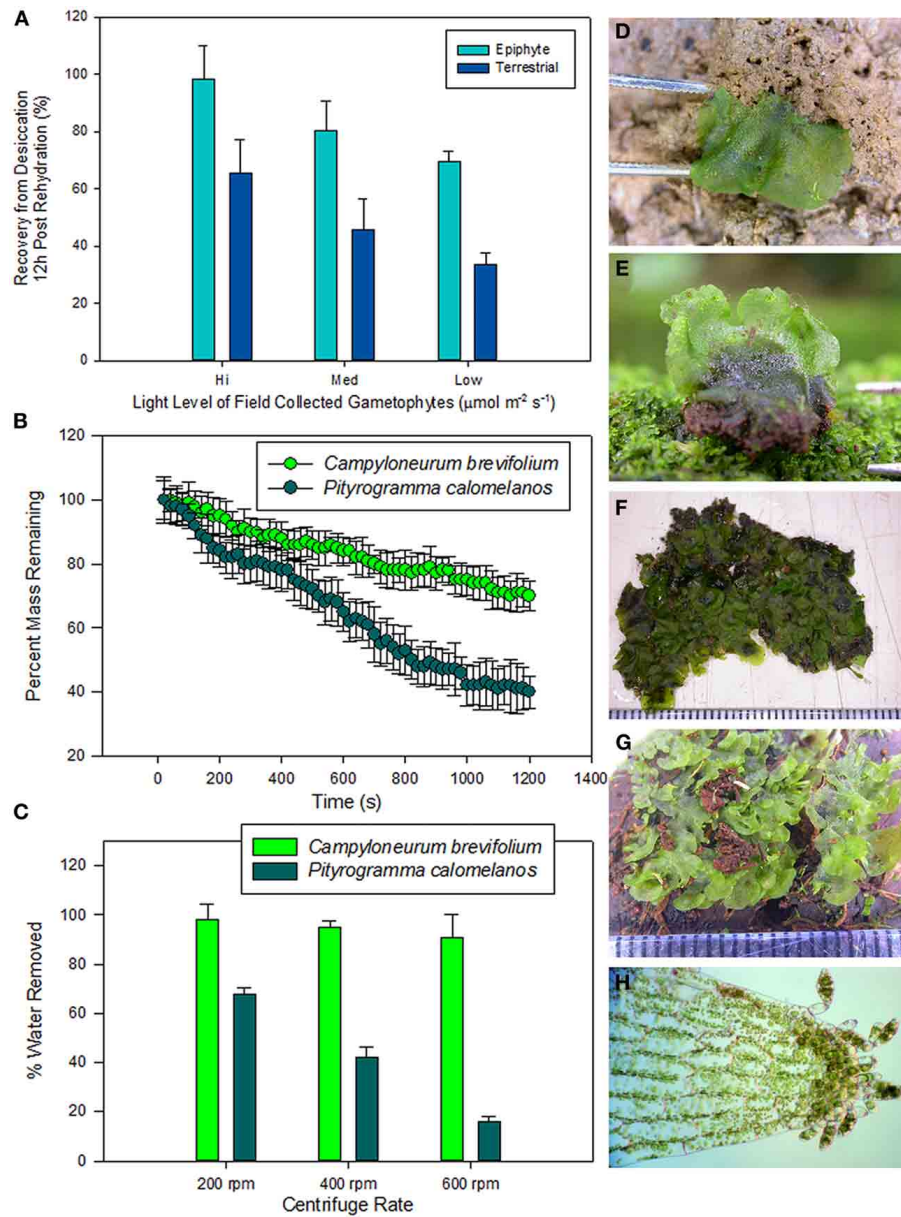 A
120
100
80
60
40
20
0
Recovery from Desiccation
12h Post Rehydration (%)
Epiphyte
Terrestrial
Hi Med Low
Light Level of Field Collected Gametophytes (μmol m⁻² s⁻¹)
B
120
100
80
60
40
20
Percent Mass Remaining
Campyloneurum brevifolium
Pityrogramma calomelanos
0 200 400 600 800 1000 1200 1400
Time (s)
C
120
100
80
60
40
20
0
% Water Removed
Campyloneurum brevifolium
Pityrogramma calomelanos
200 rpm 400 rpm 600 rpm
Centrifuge Rate
D
E
F
G
H